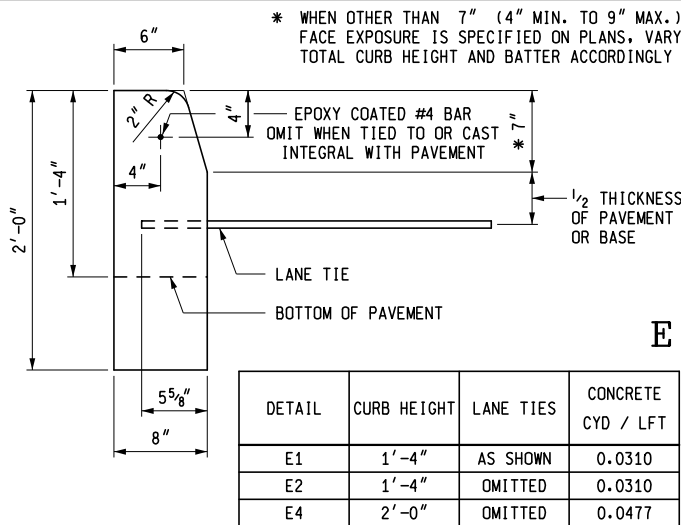 * WHEN OTHER THAN 7" (4" MIN. TO 9" MAX.)
FACE EXPOSURE IS SPECIFIED ON PLANS, VARY
TOTAL CURB HEIGHT AND BATTER ACCORDINGLY
6"
2" R
4"
EPOXY COATED #4 BAR
OMIT WHEN TIED TO OR CAST
INTEGRAL WITH PAVEMENT
* 7"
4"
1'-4"
2'-0"
1/2 THICKNESS
OF PAVEMENT
OR BASE
LANE TIE
BOTTOM OF PAVEMENT
E
5 5/8"
8"
DETAIL CURB HEIGHT LANE TIES CONCRETE CYD / LFT
E1 1'-4" AS SHOWN 0.0310
E2 1'-4" OMITTED 0.0310
E4 2'-0" OMITTED 0.0477